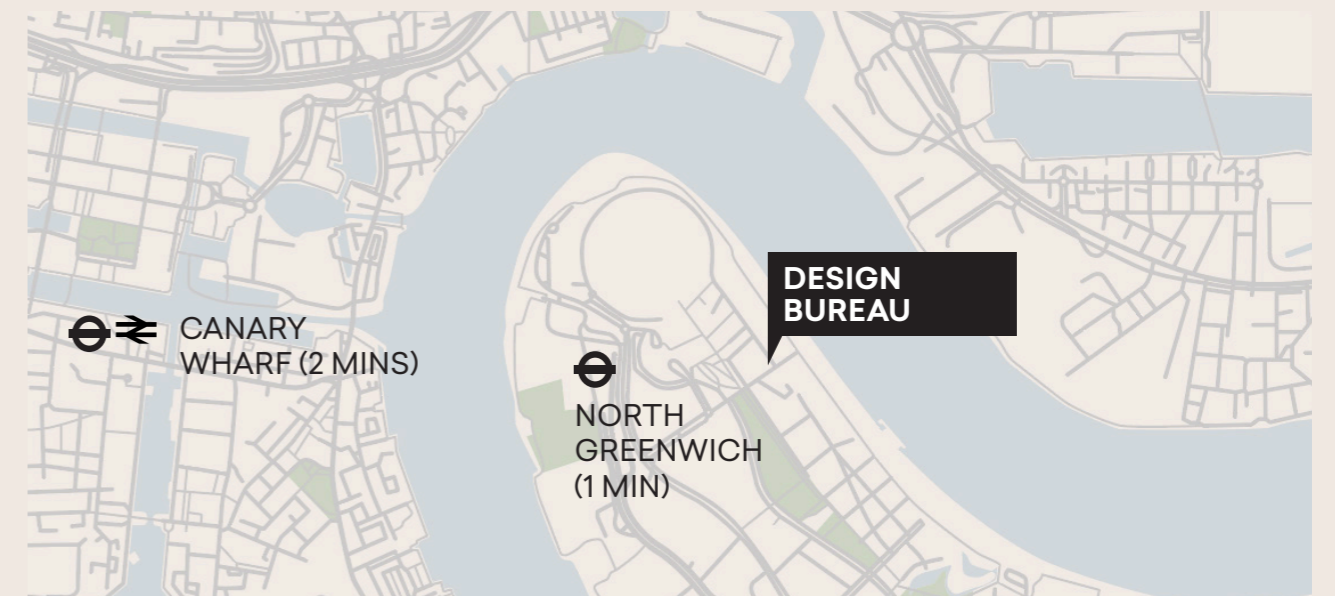 DESIGN
BUREAU
CANARY
WHARF (2 MINS)
NORTH
GREENWICH
(1 MIN)